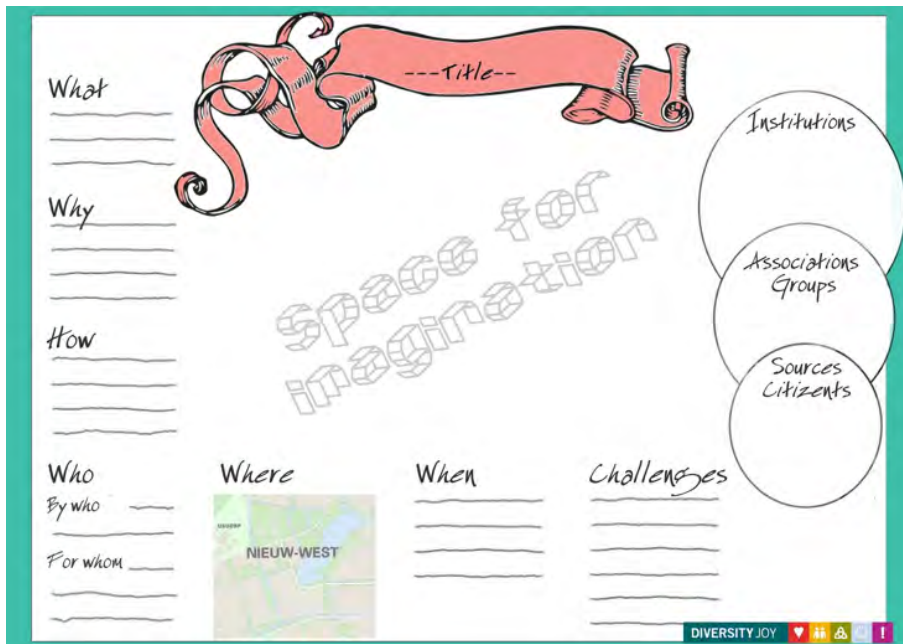 ---Title--
What
Why
How
Who
By who
For whom
Where
NIEUW-WEST
When
Challenges
Space for
imagination
Institutions
Associations
Groups
Sources
Citizents
DIVERSITY JOY
!